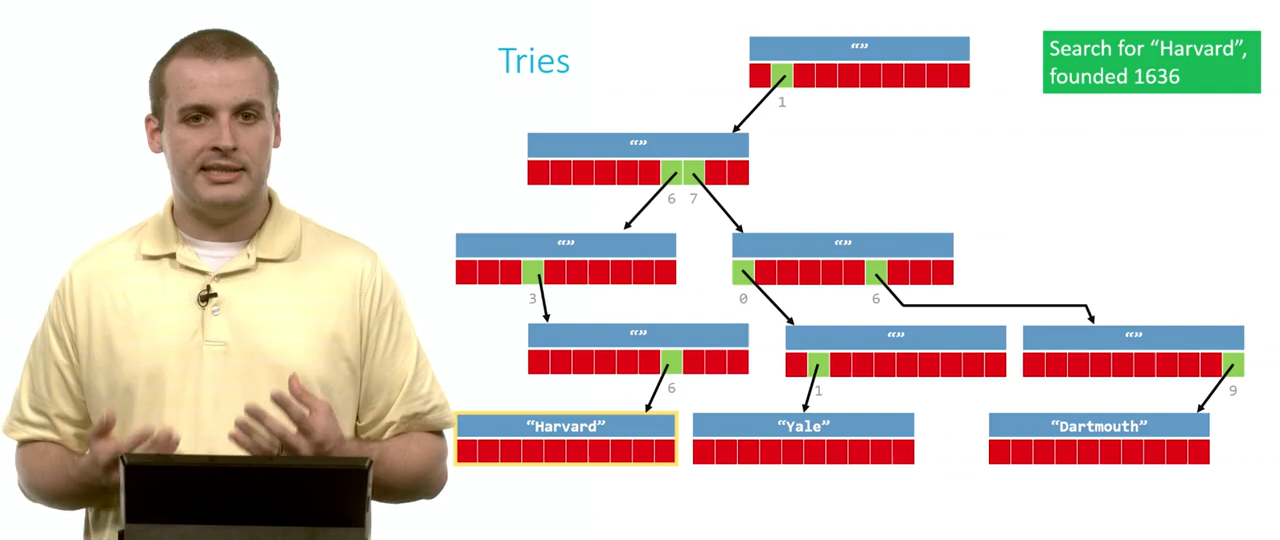 Tries
“”
Search for “Harvard”,
founded 1636
1
“”
6 7
“” “”
3 0 6
“” “” “”
6 1 9
“Harvard” “Yale” “Dartmouth”